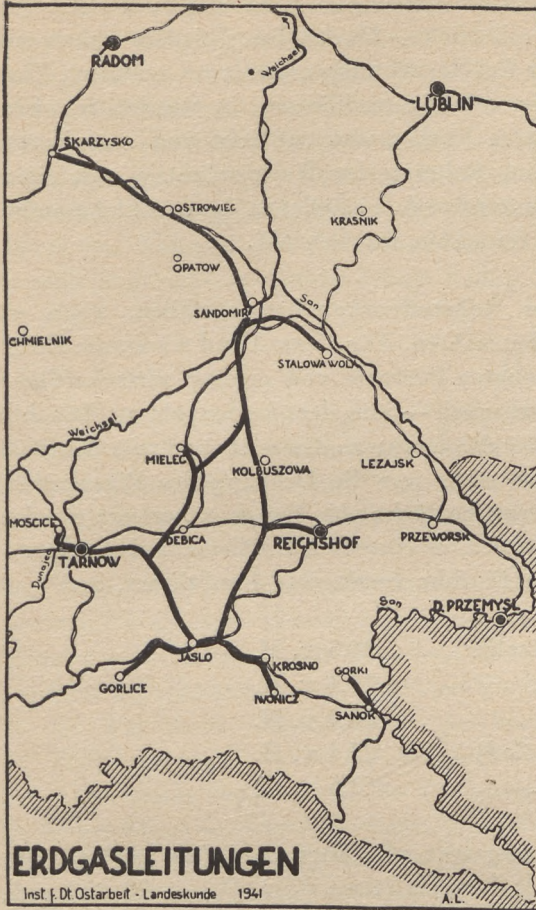 RADOM
Weichsel
LUBLIN
SKARZYSKO
OSTROWIEC
KRASNIK
OPATOW
San
SANDOMIR
CHMIELNIK
STALOWA WOLA
Weichsel
MIELEC
KOLBUSZOWA
LEZAJSK
MOSCICE
DEBICA
REICHSHOF
PRZEWORSK
TARNOW
Dunajec
San
D. PRZEMYSL
JASLO
KROSNO
GORKI
GORLICE
IWONICZ
SANOK
ERDGASLEITUNGEN
Inst. f. Dt. Ostarbeit - Landeskunde 1941
A.L.